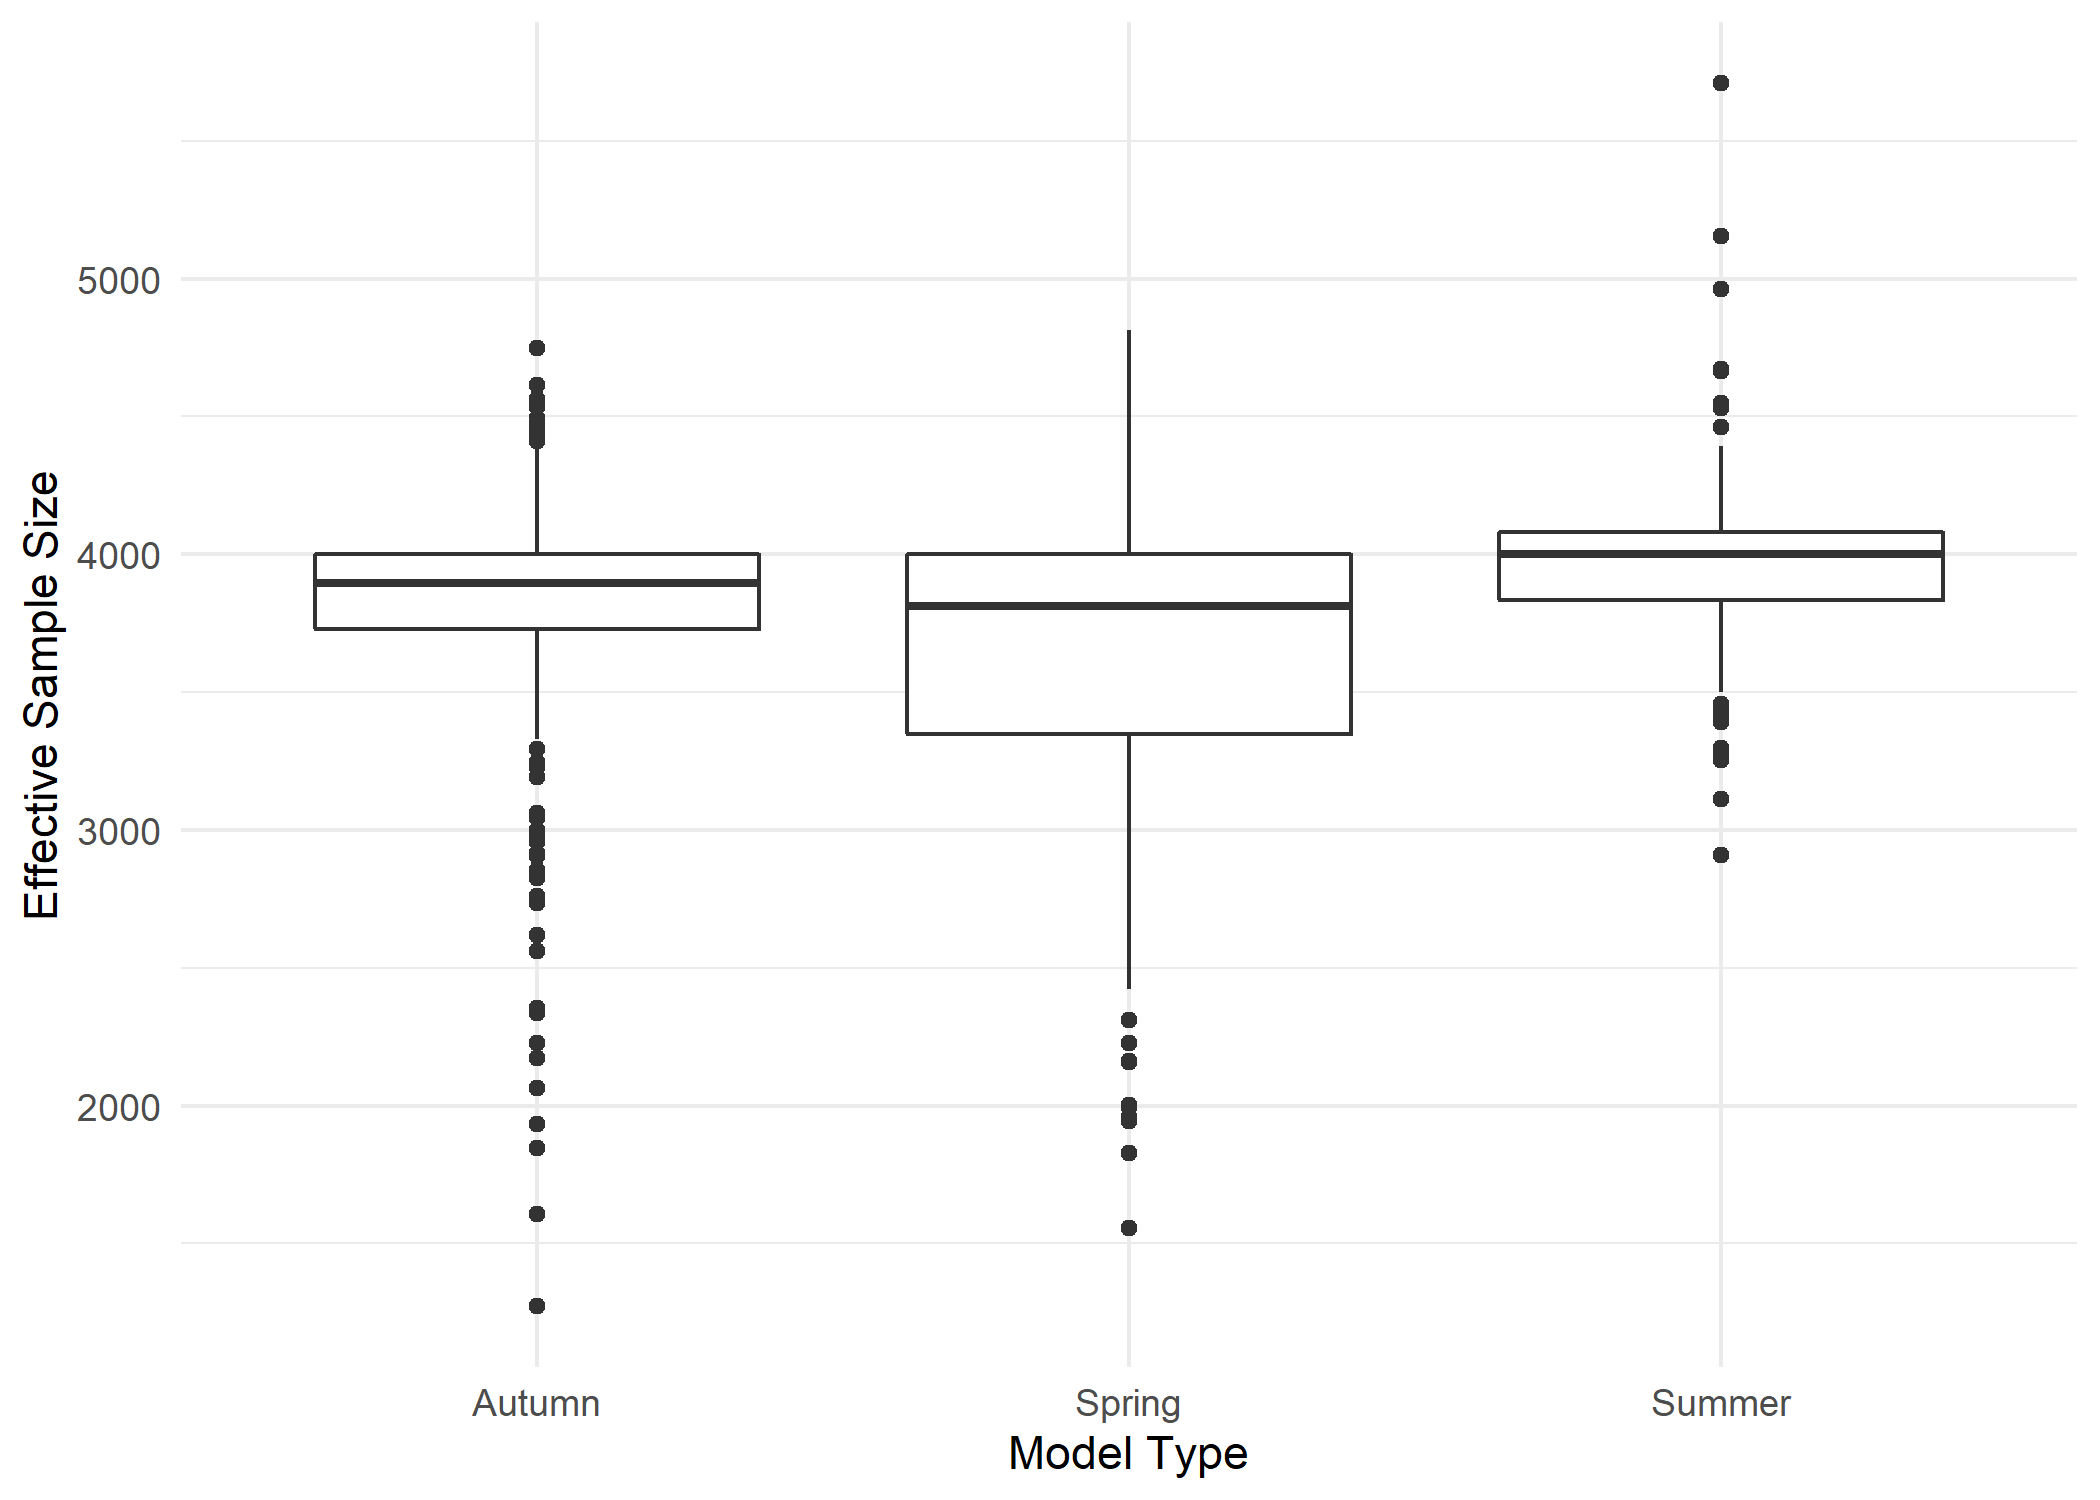 Effective Sample Size
5000
4000
3000
2000
Autumn
Spring
Summer
Model Type